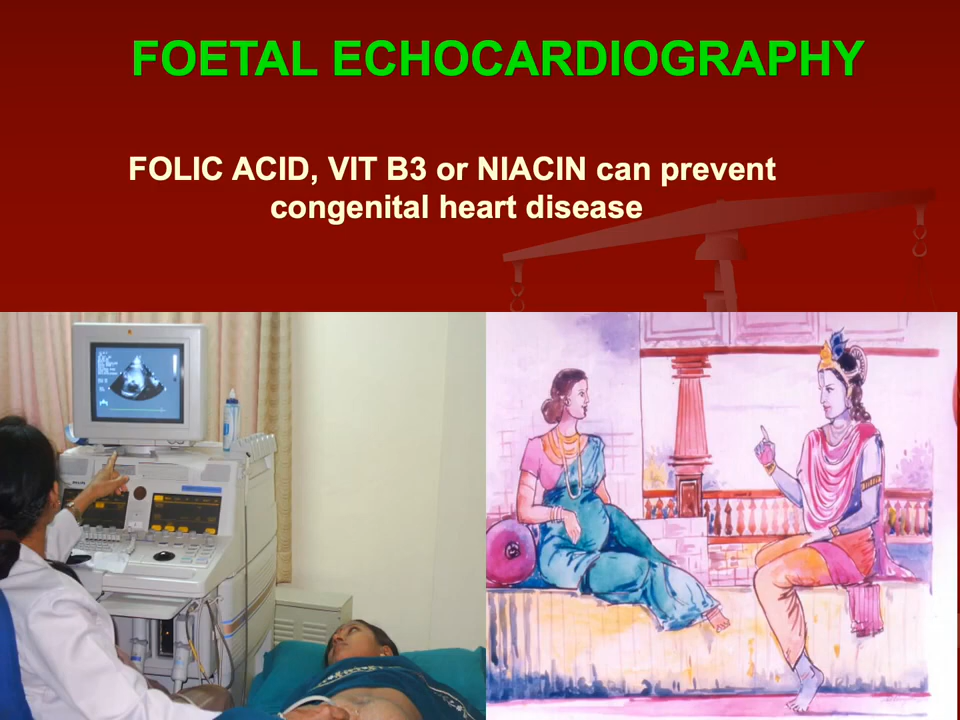 FOETAL ECHOCARDIOGRAPHY
FOLIC ACID, VIT B3 or NIACIN can prevent
congenital heart disease